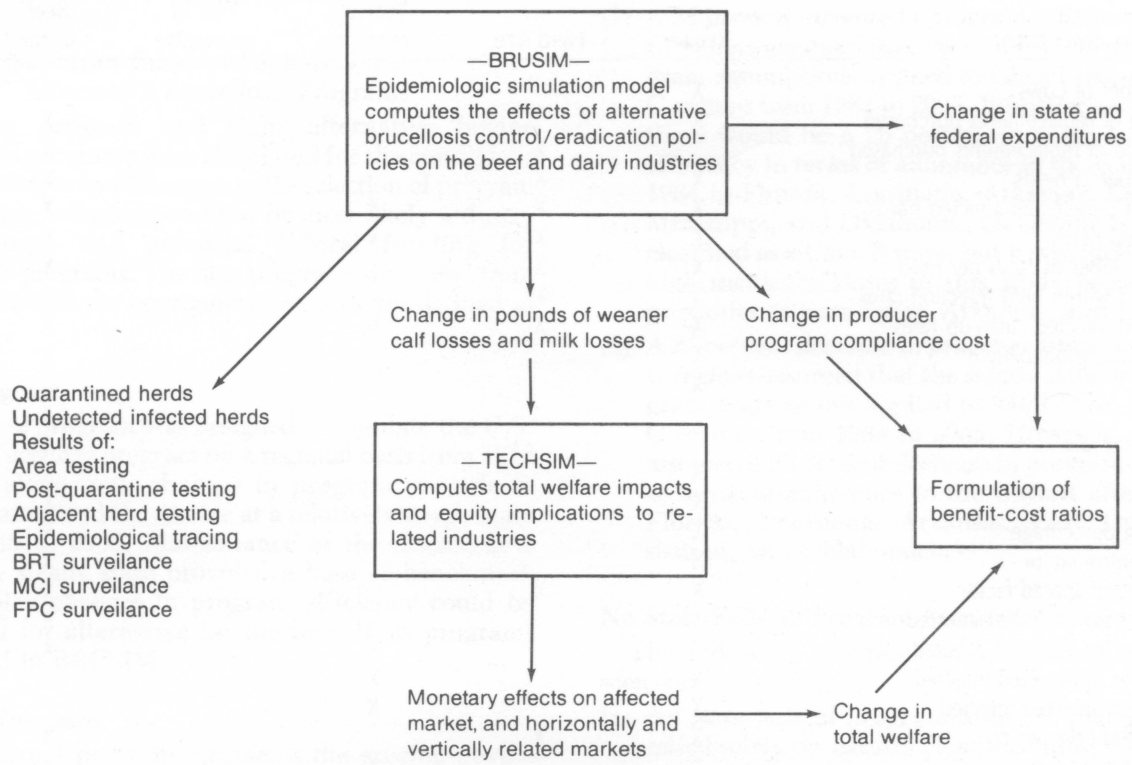 —BRUSIM—
Epidemiologic simulation model
computes the effects of alternative
brucellosis control/eradication pol-
icies on the beef and dairy industries
Change in state and
federal expenditures
Change in pounds of weaner
calf losses and milk losses
Change in producer
program compliance cost
Quarantined herds
Undetected infected herds
Results of:
Area testing
Post-quarantine testing
Adjacent herd testing
Epidemiological tracing
BRT surveilance
MCI surveilance
FPC surveilance
—TECHSIM—
Computes total welfare impacts
and equity implications to re-
lated industries
Formulation of
benefit-cost ratios
Monetary effects on affected
market, and horizontally and
vertically related markets
Change in
total welfare